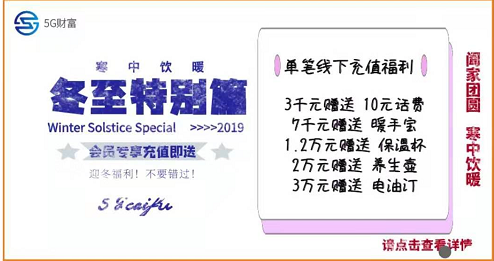 5G财富
寒中饮暖
冬至特别篇
Winter Solstice Special >>>>2019
会员专享充值即送
迎冬福利！不要错过！
5Gcaifu
单笔线下充值福利
3千元赠送 10元话费
7千元赠送 暖手宝
1.2万元赠送 保温杯
2万元赠送 养生壶
3万元赠送 电油汀
阖家团圆 寒中饮暖
请点击查看详情